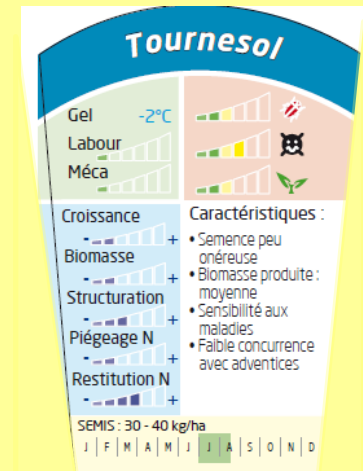 Tournesol
Gel -2°C
Labour
Méca
Croissance
- +
Biomasse
- +
Structuration
- +
Piégeage N
- +
Restitution N
- +
Caractéristiques :
• Semence peu
onéreuse
• Biomasse produite :
moyenne
• Sensibilité aux
maladies
• Faible concurrence
avec adventices
SEMIS : 30 - 40 kg/ha
J | F | M | A | M | J | J | A | S | O | N | D